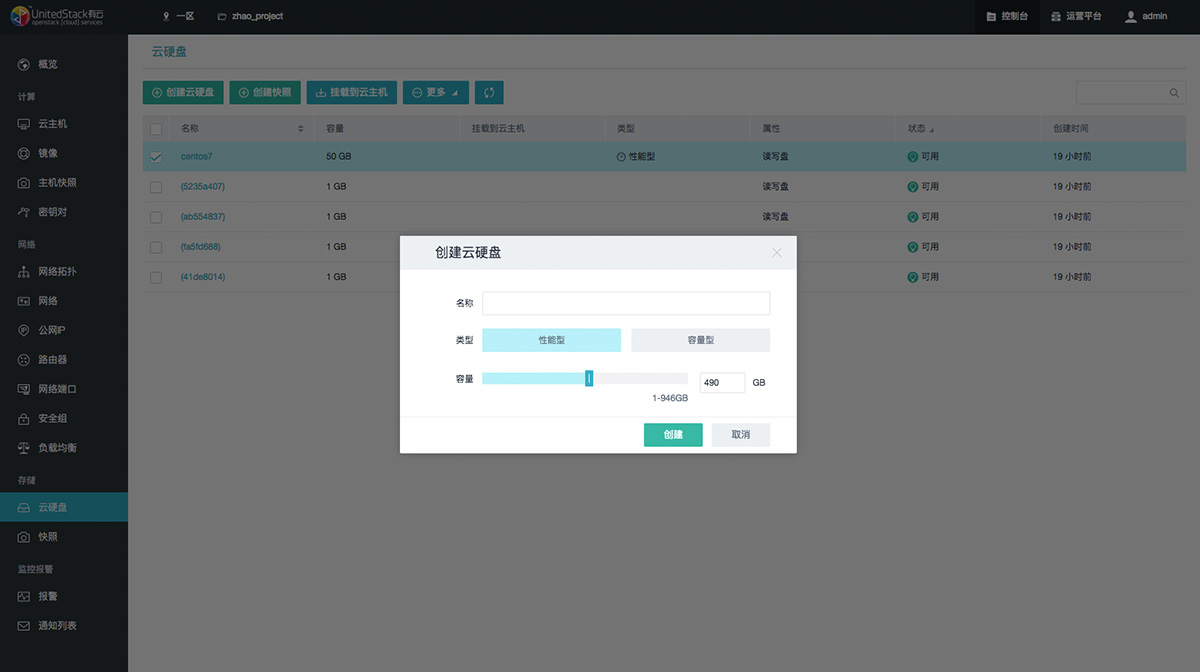 UnitedStack有云
openstack [cloud] services
一区
zhao_project
控制台
运营平台
admin
概览
计算
云主机
镜像
主机快照
密钥对
网络
网络拓扑
网络
公网IP
路由器
网络端口
安全组
负载均衡
存储
云硬盘
快照
监控报警
报警
通知列表
云硬盘
创建云硬盘 创建快照 挂载到云主机 更多
名称 容量 挂载到云主机 类型 属性 状态 创建时间
centos7 50 GB 性能型 读写盘 可用 19 小时前
(5235a407) 1 GB 读写盘 可用 19 小时前
(ab554837) 1 GB 读写盘 可用 19 小时前
(fa5fd688) 1 GB 可用 19 小时前
(41de8014) 1 GB 可用 19 小时前
创建云硬盘
名称
类型 性能型 容量型
容量 490 GB
1-946GB
创建 取消